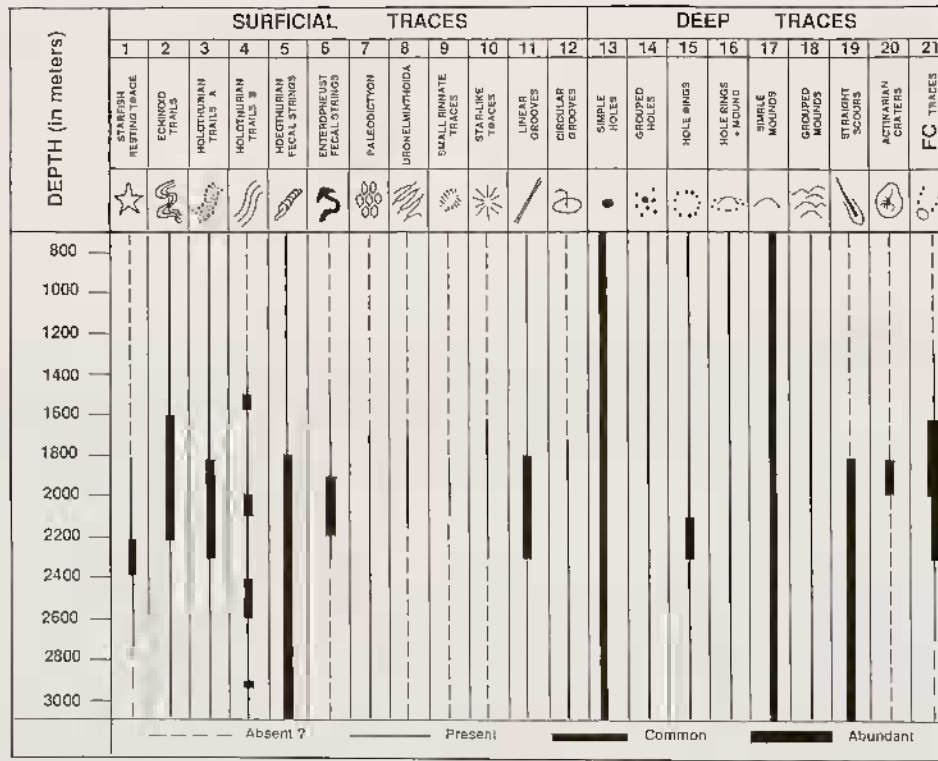 SURFICIAL TRACES DEEP TRACES
DEPTH (in meters)
1 2 3 4 5 6 7 8 9 10 11 12 13 14 15 16 17 18 19 20 21
STARFISH
RESTING TRACE
ECHINOID
TRAILS
HOLOTHURIAN
TRAILS A
HOLOTHURIAN
TRAILS B
FECAL STRINGS
ENTEROPNEUST
FECAL STRINGS
PALEODICTYON
UROHELMINTHOIDA
SMALL RINNATE
TRACES
STAR-LIKE
TRACES
LINEAR
GROOVES
CIRCULAR
GROOVES
SIMPLE
HOLES
GROUPED
HOLES
HOLE RINGS
HOLE RINGS
+ MOUND
SIMPLE
MOUNDS
GROUPED
MOUNDS
STRAIGHT
SCOURS
ACTINARIAN
CRATERS
FC TRACES
800
1000
1200
1400
1600
1800
2000
2200
2400
2600
2800
3000
Absent ? Present Common Abundant